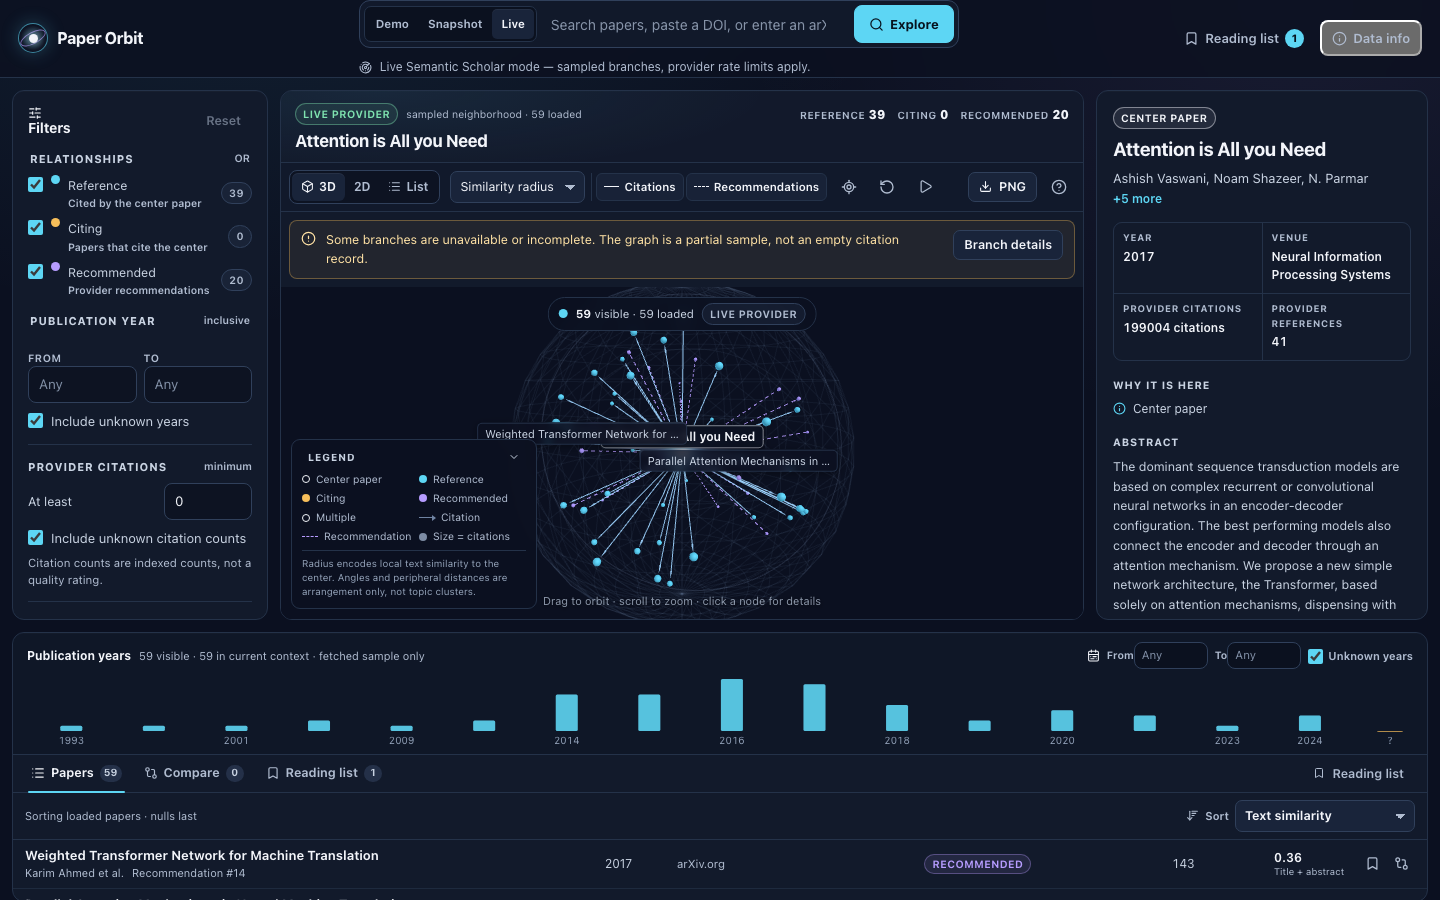 Paper Orbit
Demo Snapshot Live
Search papers, paste a DOI, or enter an ar
Explore
Live Semantic Scholar mode — sampled branches, provider rate limits apply.
Reading list 1
Data info
Filters
Reset
RELATIONSHIPS OR
Reference 39
Cited by the center paper
Citing 0
Papers that cite the center
Recommended 20
Provider recommendations
PUBLICATION YEAR inclusive
FROM TO
Any Any
Include unknown years
PROVIDER CITATIONS minimum
At least 0
Include unknown citation counts
Citation counts are indexed counts, not a
quality rating.
LIVE PROVIDER sampled neighborhood · 59 loaded
REFERENCE 39 CITING 0 RECOMMENDED 20
Attention is All you Need
3D 2D List
Similarity radius
Citations Recommendations
PNG
Some branches are unavailable or incomplete. The graph is a partial sample, not an empty citation
record.
Branch details
59 visible · 59 loaded LIVE PROVIDER
Weighted Transformer Network for ...
All you Need
Parallel Attention Mechanisms in ...
LEGEND
Center paper Reference
Citing Recommended
Multiple Citation
Recommendation Size = citations
Radius encodes local text similarity to the
center. Angles and peripheral distances are
arrangement only, not topic clusters.
Drag to orbit · scroll to zoom · click a node for details
CENTER PAPER
Attention is All you Need
Ashish Vaswani, Noam Shazeer, N. Parmar
+5 more
YEAR
2017
VENUE
Neural Information
Processing Systems
PROVIDER CITATIONS
199004 citations
PROVIDER
REFERENCES
41
WHY IT IS HERE
Center paper
ABSTRACT
The dominant sequence transduction models are
based on complex recurrent or convolutional
neural networks in an encoder-decoder
configuration. The best performing models also
connect the encoder and decoder through an
attention mechanism. We propose a new simple
network architecture, the Transformer, based
solely on attention mechanisms, dispensing with
Publication years 59 visible · 59 in current context · fetched sample only
From Any To Any Unknown years
1993 2001 2009 2014 2016 2018 2020 2023 2024 ?
Papers 59 Compare 0 Reading list 1
Reading list
Sorting loaded papers · nulls last
Sort Text similarity
Weighted Transformer Network for Machine Translation
Karim Ahmed et al. Recommendation #14
2017 arXiv.org RECOMMENDED 143 0.36
Title + abstract